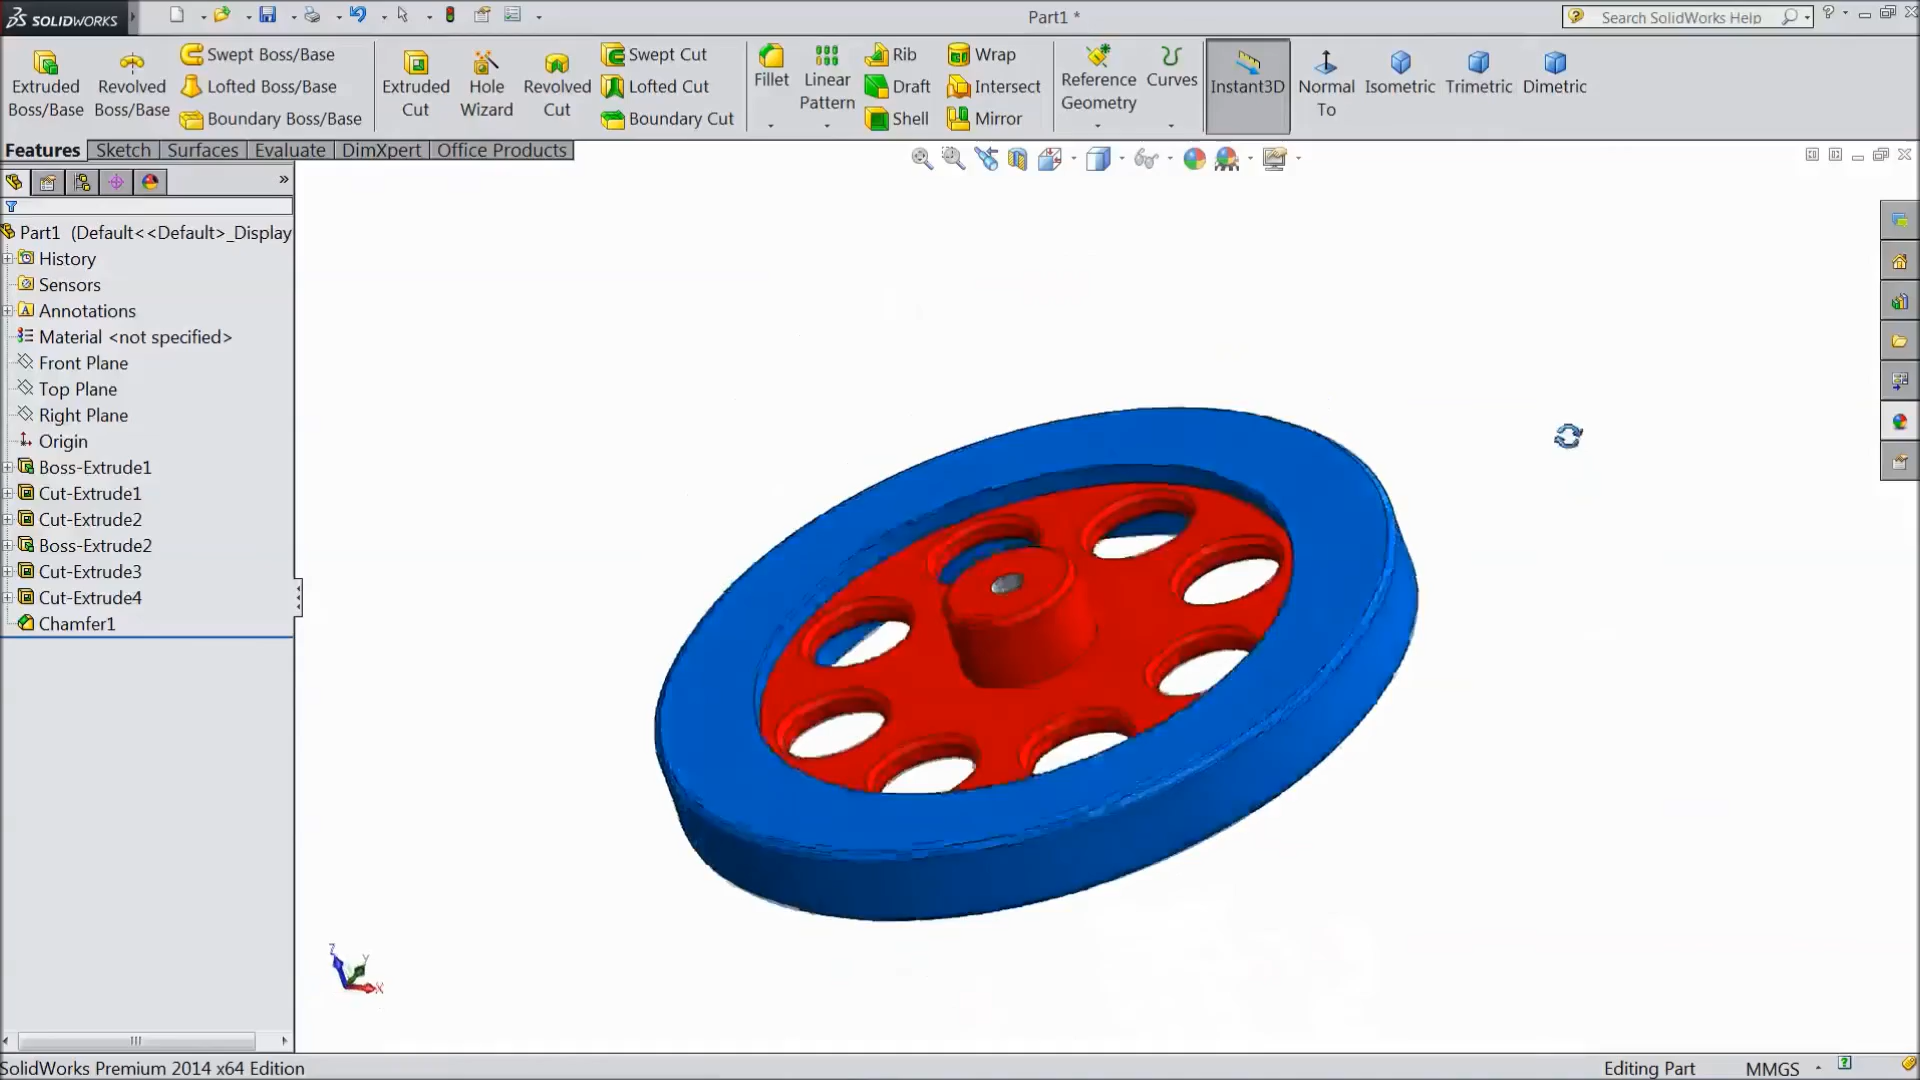 SOLIDWORKS
Part1 *
Search SolidWorks Help
Extruded Boss/Base
Revolved Boss/Base
Swept Boss/Base
Lofted Boss/Base
Boundary Boss/Base
Extruded Cut
Hole Wizard
Revolved Cut
Swept Cut
Lofted Cut
Boundary Cut
Fillet
Linear Pattern
Rib
Draft
Shell
Wrap
Intersect
Mirror
Reference Geometry
Curves
Instant3D
Normal To
Isometric
Trimetric
Dimetric
Features
Sketch
Surfaces
Evaluate
DimXpert
Office Products
Part1 (Default<<Default>_Display
History
Sensors
Annotations
Material <not specified>
Front Plane
Top Plane
Right Plane
Origin
Boss-Extrude1
Cut-Extrude1
Cut-Extrude2
Boss-Extrude2
Cut-Extrude3
Cut-Extrude4
Chamfer1
Z
Y
X
SolidWorks Premium 2014 x64 Edition
Editing Part
MMGS